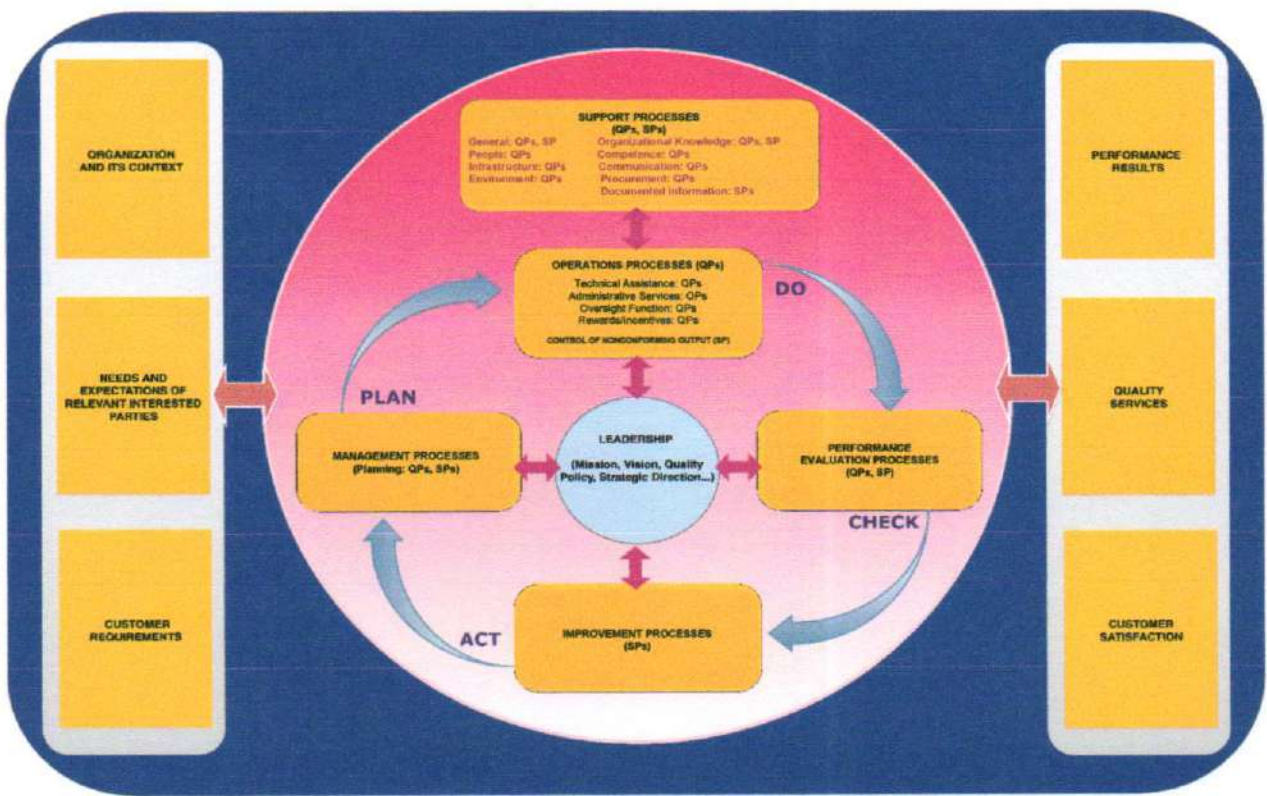 ORGANIZATION
AND ITS CONTEXT
NEEDS AND
EXPECTATIONS OF
RELEVANT INTERESTED
PARTIES
CUSTOMER
REQUIREMENTS
SUPPORT PROCESSES
(QPs, SPs)
General: QPs, SP
People: QPs
Infrastructure: QPs
Environment: QPs
Organizational Knowledge: QPs, SP
Competence: QPs
Communication: QPs
Procurement: QPs
Documented Information: SPs
OPERATIONS PROCESSES (QPs)
Technical Assistance: QPs
Administrative Services: QPs
Oversight Function: QPs
Rewards/Incentives: QPs
CONTROL OF NONCONFORMING OUTPUT (SP)
DO
PLAN
MANAGEMENT PROCESSES
(Planning: QPs, SPs)
LEADERSHIP
(Mission, Vision, Quality
Policy, Strategic Direction...)
PERFORMANCE
EVALUATION PROCESSES
(QPs, SP)
CHECK
ACT
IMPROVEMENT PROCESSES
(SPs)
PERFORMANCE
RESULTS
QUALITY
SERVICES
CUSTOMER
SATISFACTION